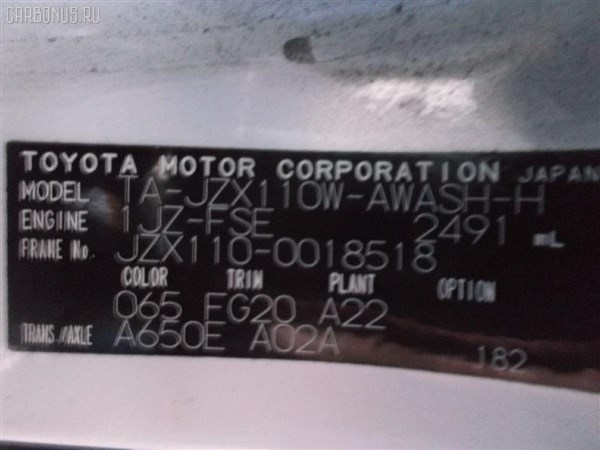 CARBONUS.RU
TOYOTA MOTOR CORPORATION JAPAN
MODEL TA-JZX110W-AWASH-H
ENGINE 1JZ-FSE 2491 mL
FRAME No. JZX110-0018518
COLOR TRIM PLANT OPTION
065 FG20 A22
TRANS./AXLE A650E A02A 182